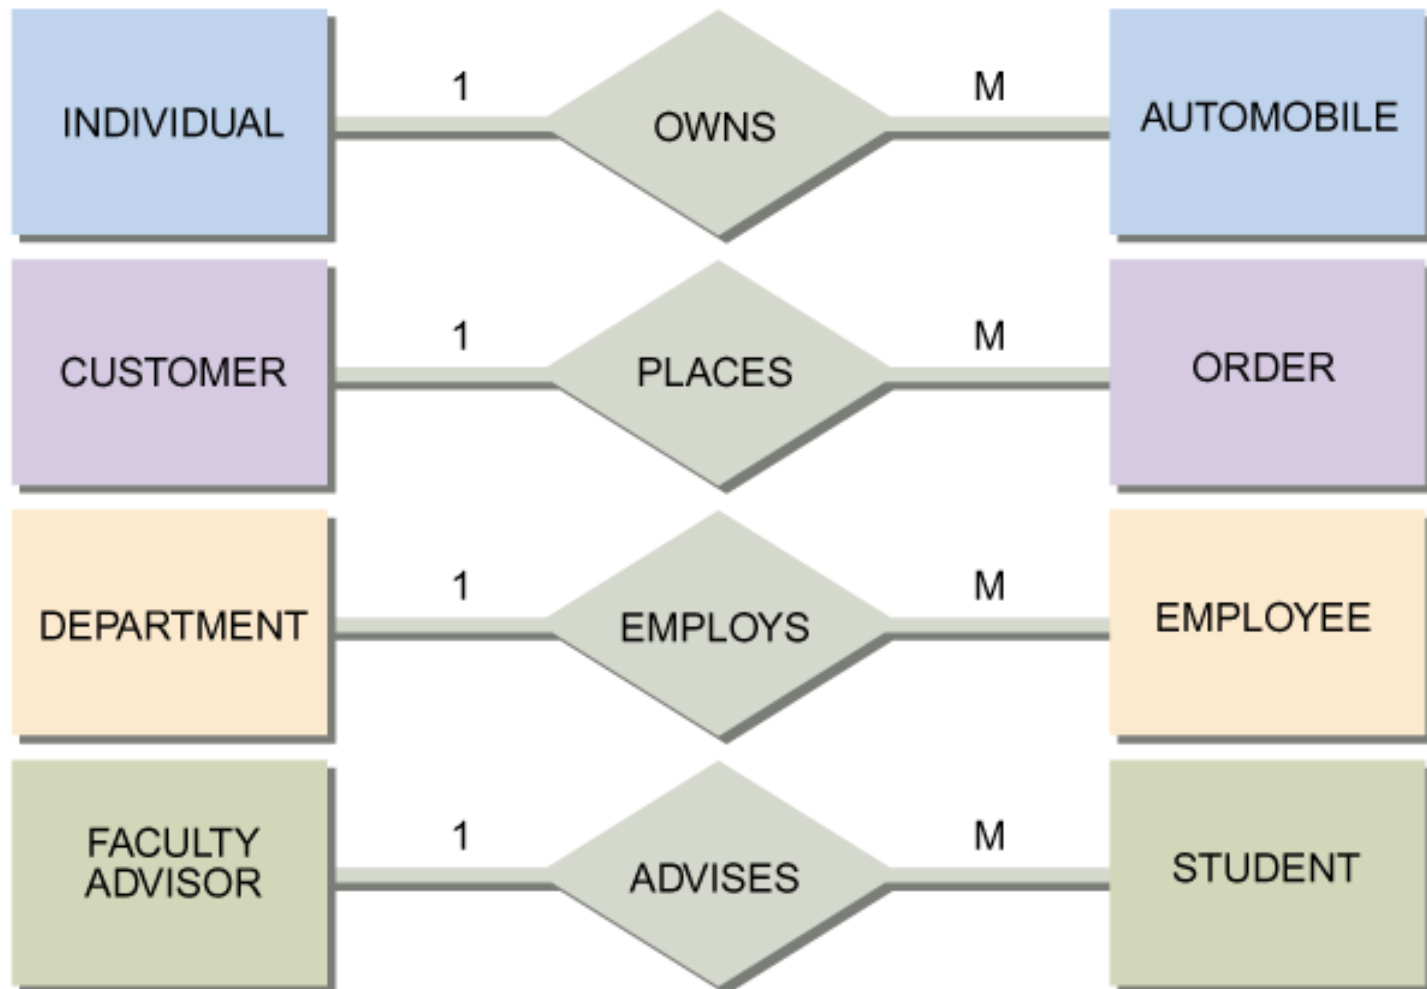 INDIVIDUAL 1 OWNS M AUTOMOBILE
CUSTOMER 1 PLACES M ORDER
DEPARTMENT 1 EMPLOYS M EMPLOYEE
FACULTY
ADVISOR 1 ADVISES M STUDENT